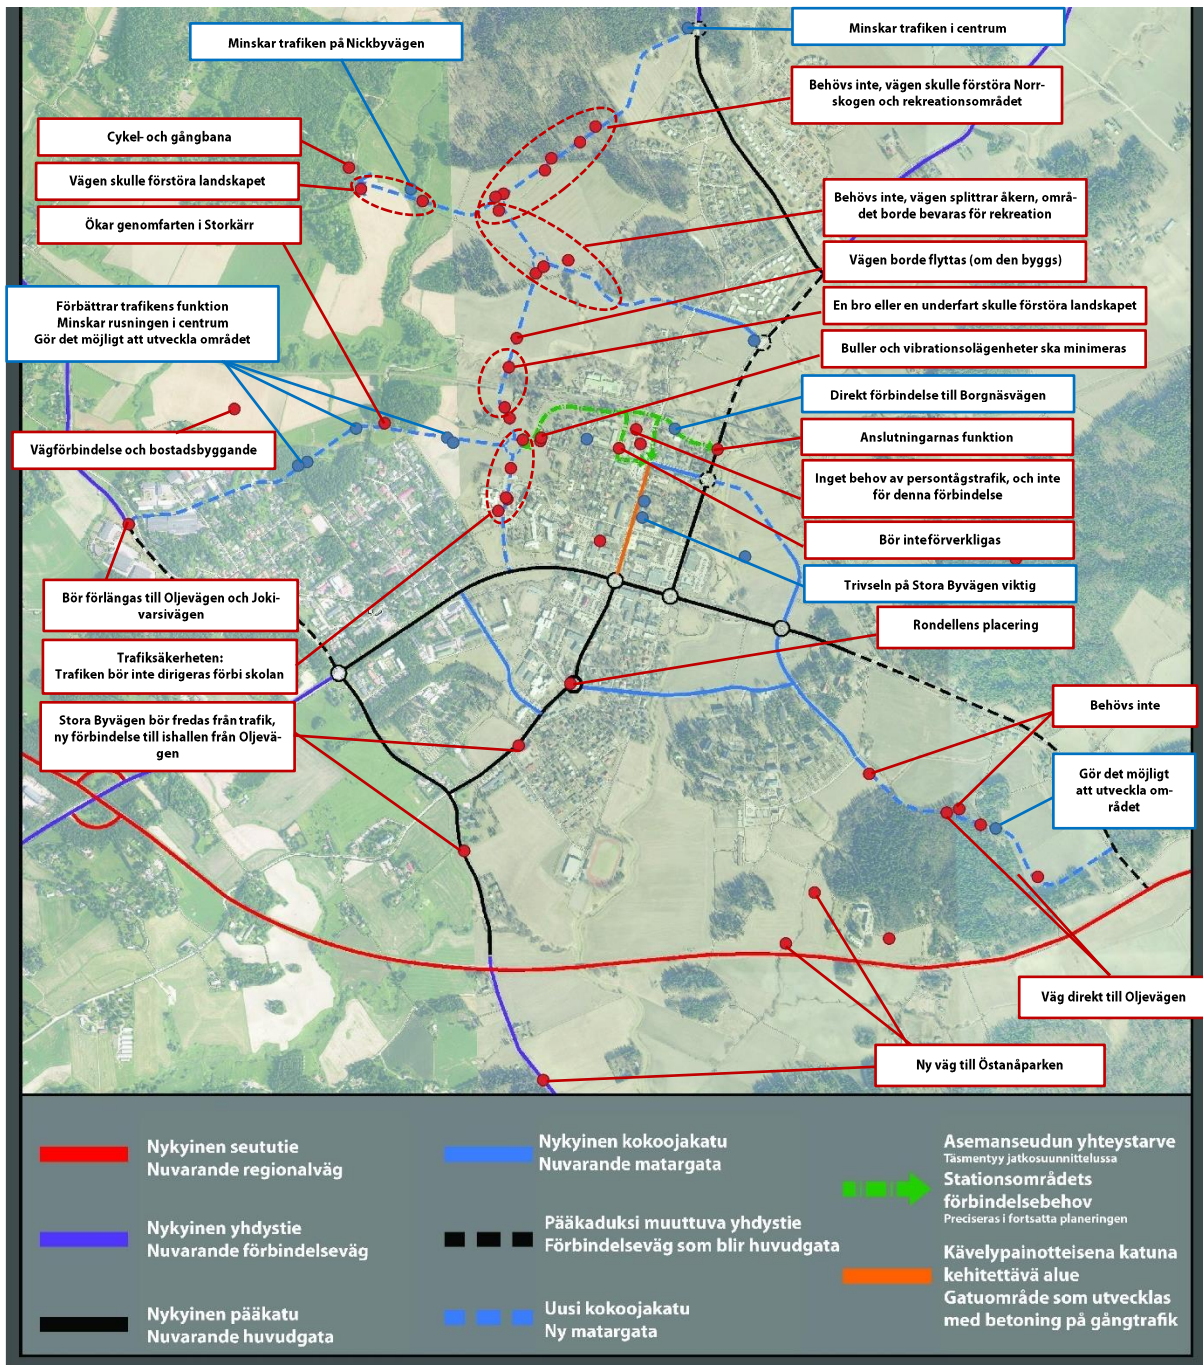 Minskar trafiken på Nickbyvägen
Minskar trafiken i centrum
Behövs inte, vägen skulle förstöra Norr-
skogen och rekreationsområdet
Cykel- och gångbana
Vägen skulle förstöra landskapet
Ökar genomfarten i Storkärr
Behövs inte, vägen splittrar åkern, områ-
det borde bevaras för rekreation
Vägen borde flyttas (om den byggs)
En bro eller en underfart skulle förstöra landskapet
Förbättrar trafikens funktion
Minskar rusningen i centrum
Gör det möjligt att utveckla området
Buller och vibrationsolägenheter ska minimeras
Direkt förbindelse till Borgnäsvägen
Vägförbindelse och bostadsbyggande
Anslutningarnas funktion
Inget behov av persontågstrafik, och inte
för denna förbindelse
Bör inteförverkligas
Trivseln på Stora Byvägen viktig
Bör förlängas till Oljevägen och Joki-
varsivägen
Rondellens placering
Trafiksäkerheten:
Trafiken bör inte dirigeras förbi skolan
Stora Byvägen bör fredas från trafik,
ny förbindelse till ishallen från Oljevä-
gen
Behövs inte
Gör det möjligt
att utveckla om-
rådet
Väg direkt till Oljevägen
Ny väg till Östanåparken
Nykyinen seututie
Nuvarande regionalväg
Nykyinen yhdystie
Nuvarande förbindelseväg
Nykyinen pääkatu
Nuvarande huvudgata
Nykyinen kokoojakatu
Nuvarande matargata
Pääkaduksi muuttuva yhdystie
Förbindelseväg som blir huvudgata
Uusi kokoojakatu
Ny matargata
Asemanseudun yhteystarve
Täsmentyy jatkosuunnittelussa
Stationsområdets
förbindelsebehov
Preciseras i fortsatta planeringen
Kävelypainotteisena katuna
kehitettävä alue
Gatuområde som utvecklas
med betoning på gångtrafik